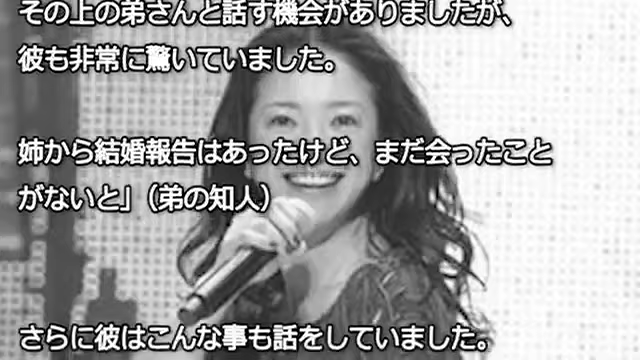 その上の弟さんと話す機会がありましたが、
彼も非常に驚いていました。
姉から結婚報告はあったけど、まだ会ったこと
がないと」（弟の知人）
さらに彼はこんな事も話をしていました。